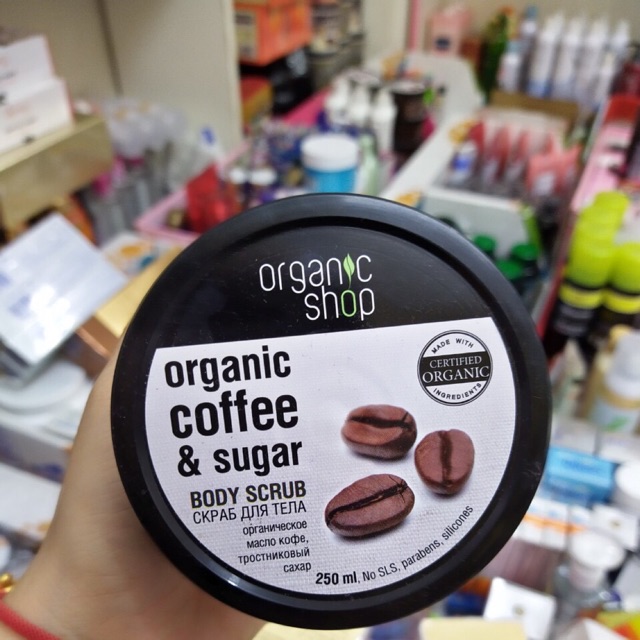 organic
shop
organic
coffee
& sugar
MADE WITH
CERTIFIED
ORGANIC
INGREDIENTS
BODY SCRUB
СКРАБ ДЛЯ ТЕЛА
органическое
масло кофе,
тростниковый
сахар
250 ml, No SLS, parabens, silicones